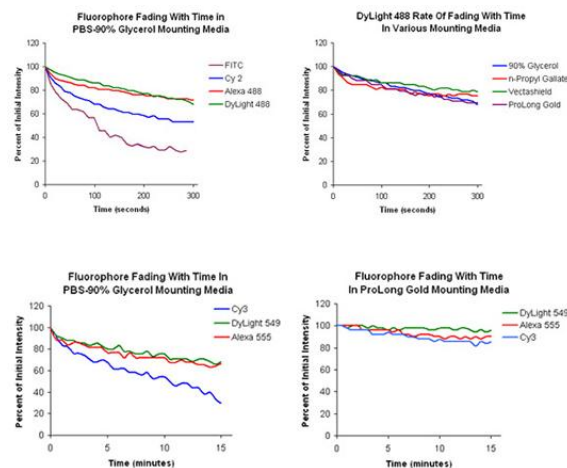 Fluorophore Fading With Time in
PBS-90% Glycerol Mounting Media
Percent of Initial Intensity
120
100
80
60
40
20
0
0 100 200 300
Time (seconds)
FITC
Cy 2
Alexa 488
DyLight 488
DyLight 488 Rate Of Fading With Time
In Various Mounting Media
Percent of Initial Intensity
120
100
80
60
40
20
0
0 100 200 300
Time (seconds)
90% Glycerol
n-Propyl Gallate
Vectashield
ProLong Gold
Fluorophore Fading With Time In
PBS-90% Glycerol Mounting Media
Percent of Initial Intensity
120
100
80
60
40
20
0
0 5 10 15
Time (minutes)
Cy3
DyLight 549
Alexa 555
Fluorophore Fading With Time
In ProLong Gold Mounting Media
Percent of Initial Intensity
120
100
80
60
40
20
0
0 5 10 15
Time (minutes)
DyLight 549
Alexa 555
Cy3